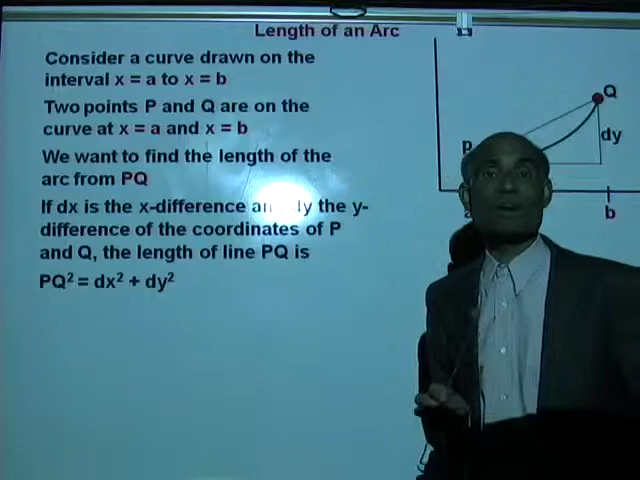 Length of an Arc
Consider a curve drawn on the
interval x = a to x = b
Two points P and Q are on the
curve at x = a and x = b
We want to find the length of the
arc from PQ
If dx is the x-difference the y-
difference of the coordinates of P
and Q, the length of line PQ is
PQ² = dx² + dy²
Q
dy
P
b